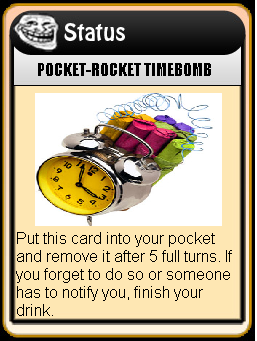 Status
POCKET-ROCKET TIMEBOMB
Put this card into your pocket
and remove it after 5 full turns. If
you forget to do so or someone
has to notify you, finish your
drink.